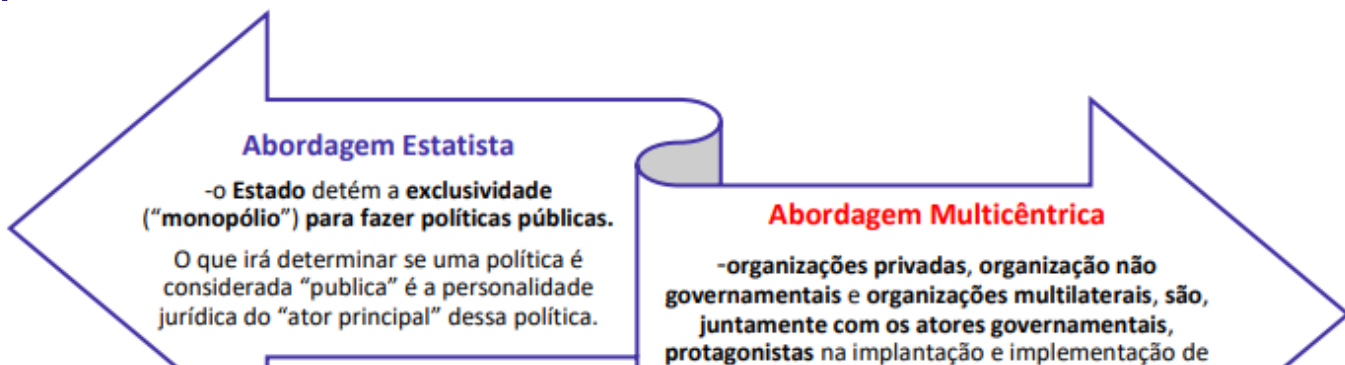 Abordagem Estatista
-o Estado detém a exclusividade
(“monopólio”) para fazer políticas públicas.
O que irá determinar se uma política é
considerada “publica” é a personalidade
jurídica do “ator principal” dessa política.
Abordagem Multicêntrica
-organizações privadas, organização não
governamentais e organizações multilaterais, são,
juntamente com os atores governamentais,
protagonistas na implantação e implementação de